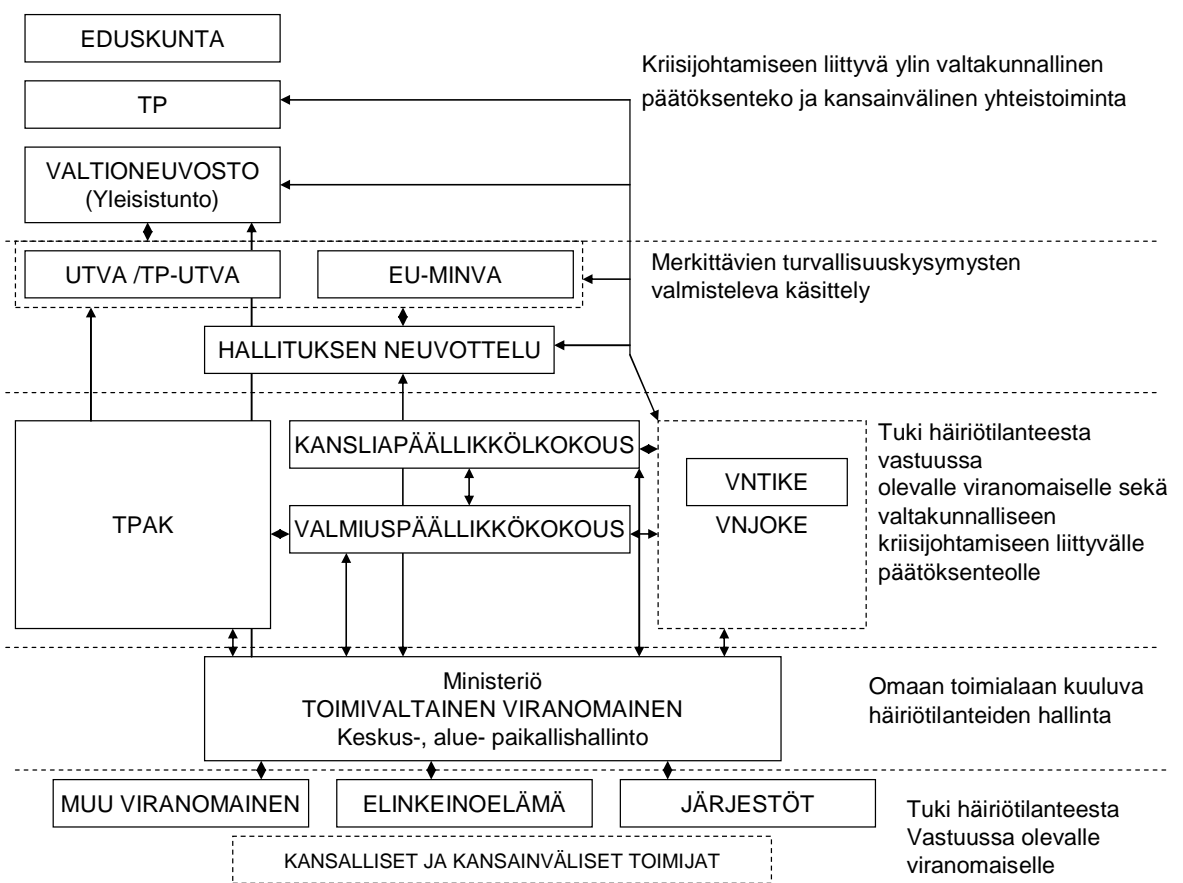 EDUSKUNTA
Kriisijohtamiseen liittyvä ylin valtakunnallinen
päätöksenteko ja kansainvälinen yhteistoiminta
TP
VALTIONEUVOSTO
(Yleisistunto)
UTVA /TP-UTVA
EU-MINVA
Merkittävien turvallisuuskysymysten
valmisteleva käsittely
HALLITUKSEN NEUVOTTELU
TPAK
KANSLIAPÄÄLLIKKÖLKOKOUS
VALMIUSPÄÄLLIKKÖKOKOUS
VNTIKE
VNJOKE
Tuki häiriötilanteesta
vastuussa
olevalle viranomaiselle sekä
valtakunnalliseen
kriisijohtamiseen liittyvälle
päätöksenteolle
Ministeriö
TOIMIVALTAINEN VIRANOMAINEN
Keskus-, alue- paikallishallinto
Omaan toimialaan kuuluva
häiriötilanteiden hallinta
MUU VIRANOMAINEN
ELINKEINOELÄMÄ
JÄRJESTÖT
KANSALLISET JA KANSAINVÄLISET TOIMIJAT
Tuki häiriötilanteesta
Vastuussa olevalle
viranomaiselle